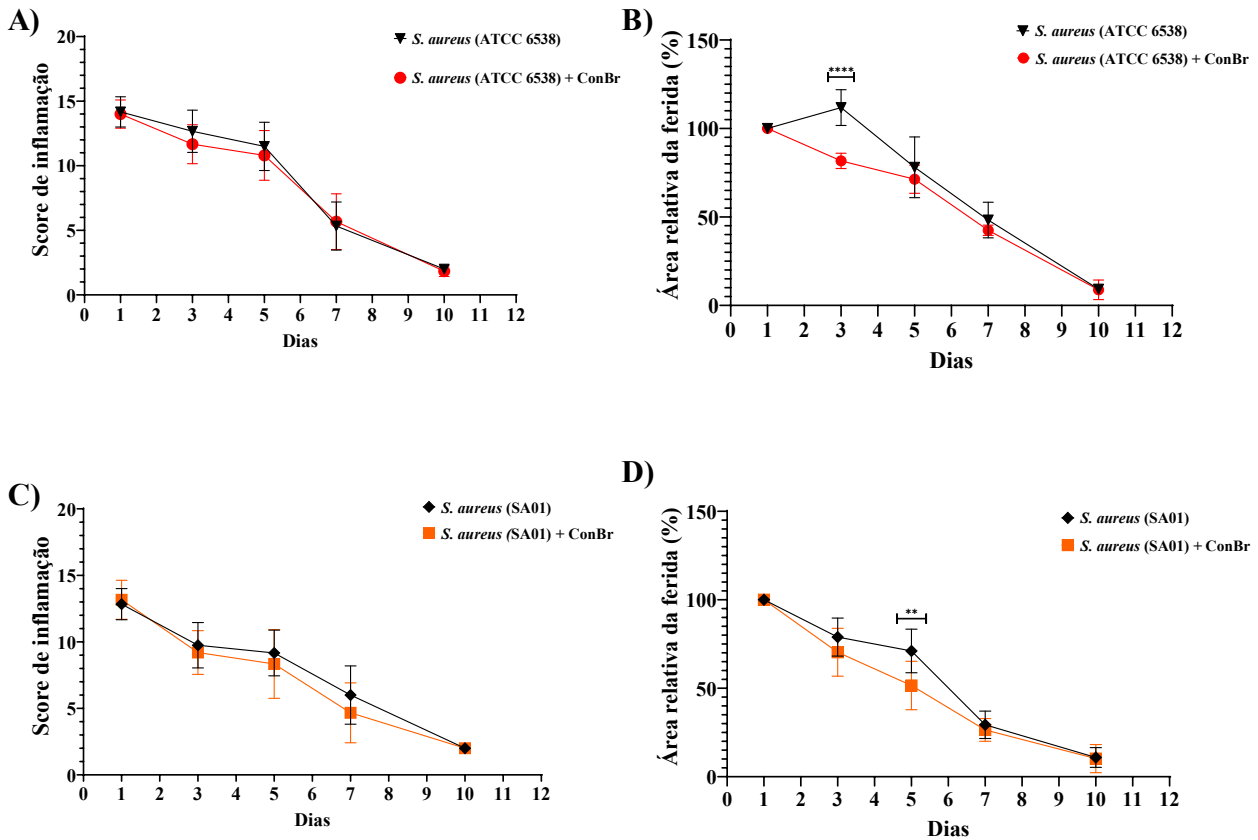 A)
S. aureus (ATCC 6538)
S. aureus (ATCC 6538) + ConBr
Score de inflamação
20
15
10
5
0
0 1 2 3 4 5 6 7 8 9 10 11 12
Dias
B)
S. aureus (ATCC 6538)
S. aureus (ATCC 6538) + ConBr
Área relativa da ferida (%)
150
100
50
0
****
0 1 2 3 4 5 6 7 8 9 10 11 12
Dias
C)
S. aureus (SA01)
S. aureus (SA01) + ConBr
Score de inflamação
20
15
10
5
0
0 1 2 3 4 5 6 7 8 9 10 11 12
Dias
D)
S. aureus (SA01)
S. aureus (SA01) + ConBr
Área relativa da ferida (%)
150
100
50
0
**
0 1 2 3 4 5 6 7 8 9 10 11 12
Dias